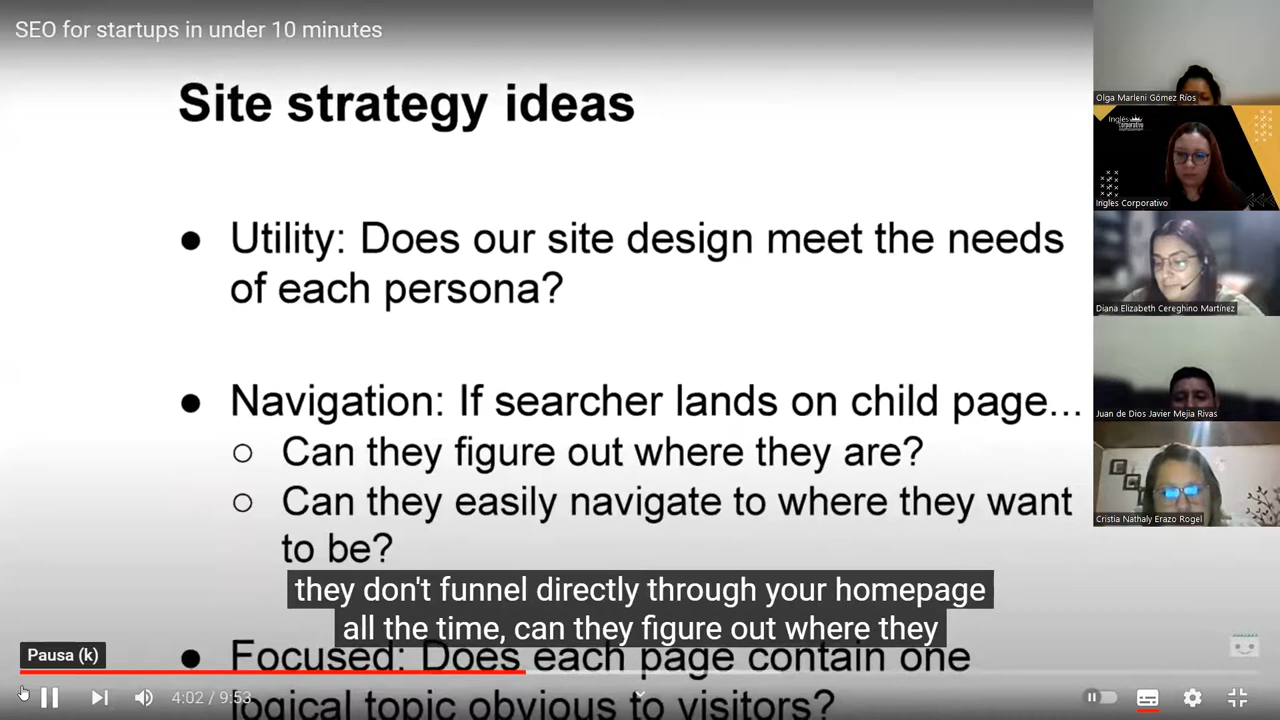 SEO for startups in under 10 minutes
Site strategy ideas
● Utility: Does our site design meet the needs
of each persona?
● Navigation: If searcher lands on child page...
○ Can they figure out where they are?
○ Can they easily navigate to where they want
to be?
they don't funnel directly through your homepage
all the time, can they figure out where they
● Focused: Does each page contain one
logical topic obvious to visitors?
Pausa (k)
4:02 / 9:53
Olga Marleni Gómez Ríos
Inglés
Corporativo
Ingles Corporativo
Diana Elizabeth Cereghino Martínez
Juan de Dios Javier Mejia Rivas
Cristia Nathaly Erazo Rogel